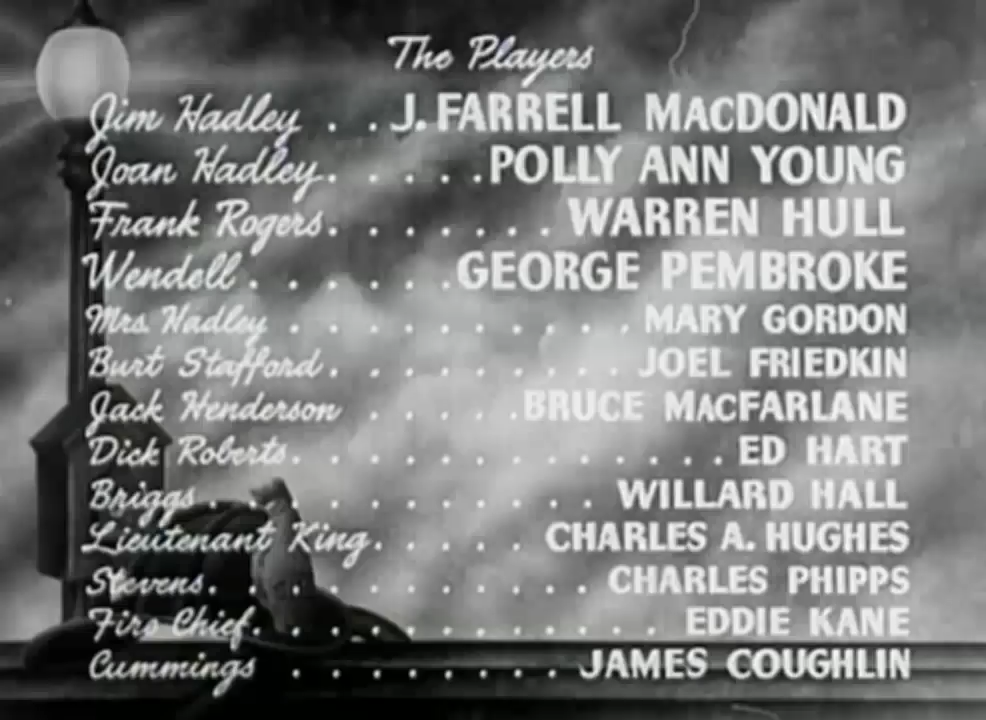 The Players
Jim Hadley . . J. FARRELL MACDONALD
Joan Hadley. . . . . .POLLY ANN YOUNG
Frank Rogers. . . . . . . WARREN HULL
Wendell . . . . . .GEORGE PEMBROKE
Mrs. Hadley . . . . . . . . . . . MARY GORDON
Burt Stafford. . . . . . . . . .JOEL FRIEDKIN
Jack Henderson . . . . .BRUCE MACFARLANE
Dick Roberts. . . . . . . . . . . . . . ED HART
Briggs . . . . . . . . . . . . WILLARD HALL
Lieutenant King. . . . . CHARLES A. HUGHES
Stevens. . . . . . . . . . . CHARLES PHIPPS
Fire Chief. . . . . . . . . . . . EDDIE KANE
Cummings . . . . . . . . JAMES COUGHLIN